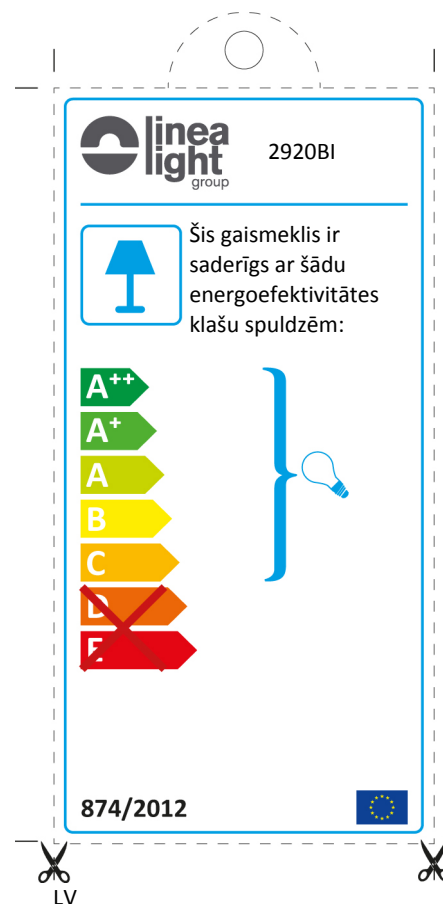 linea
light
group
2920BI
Šis gaismeklis ir
saderīgs ar šādu
energoefektivitātes
klašu spuldzēm:
A++
A+
A
B
C
D
E
874/2012
LV